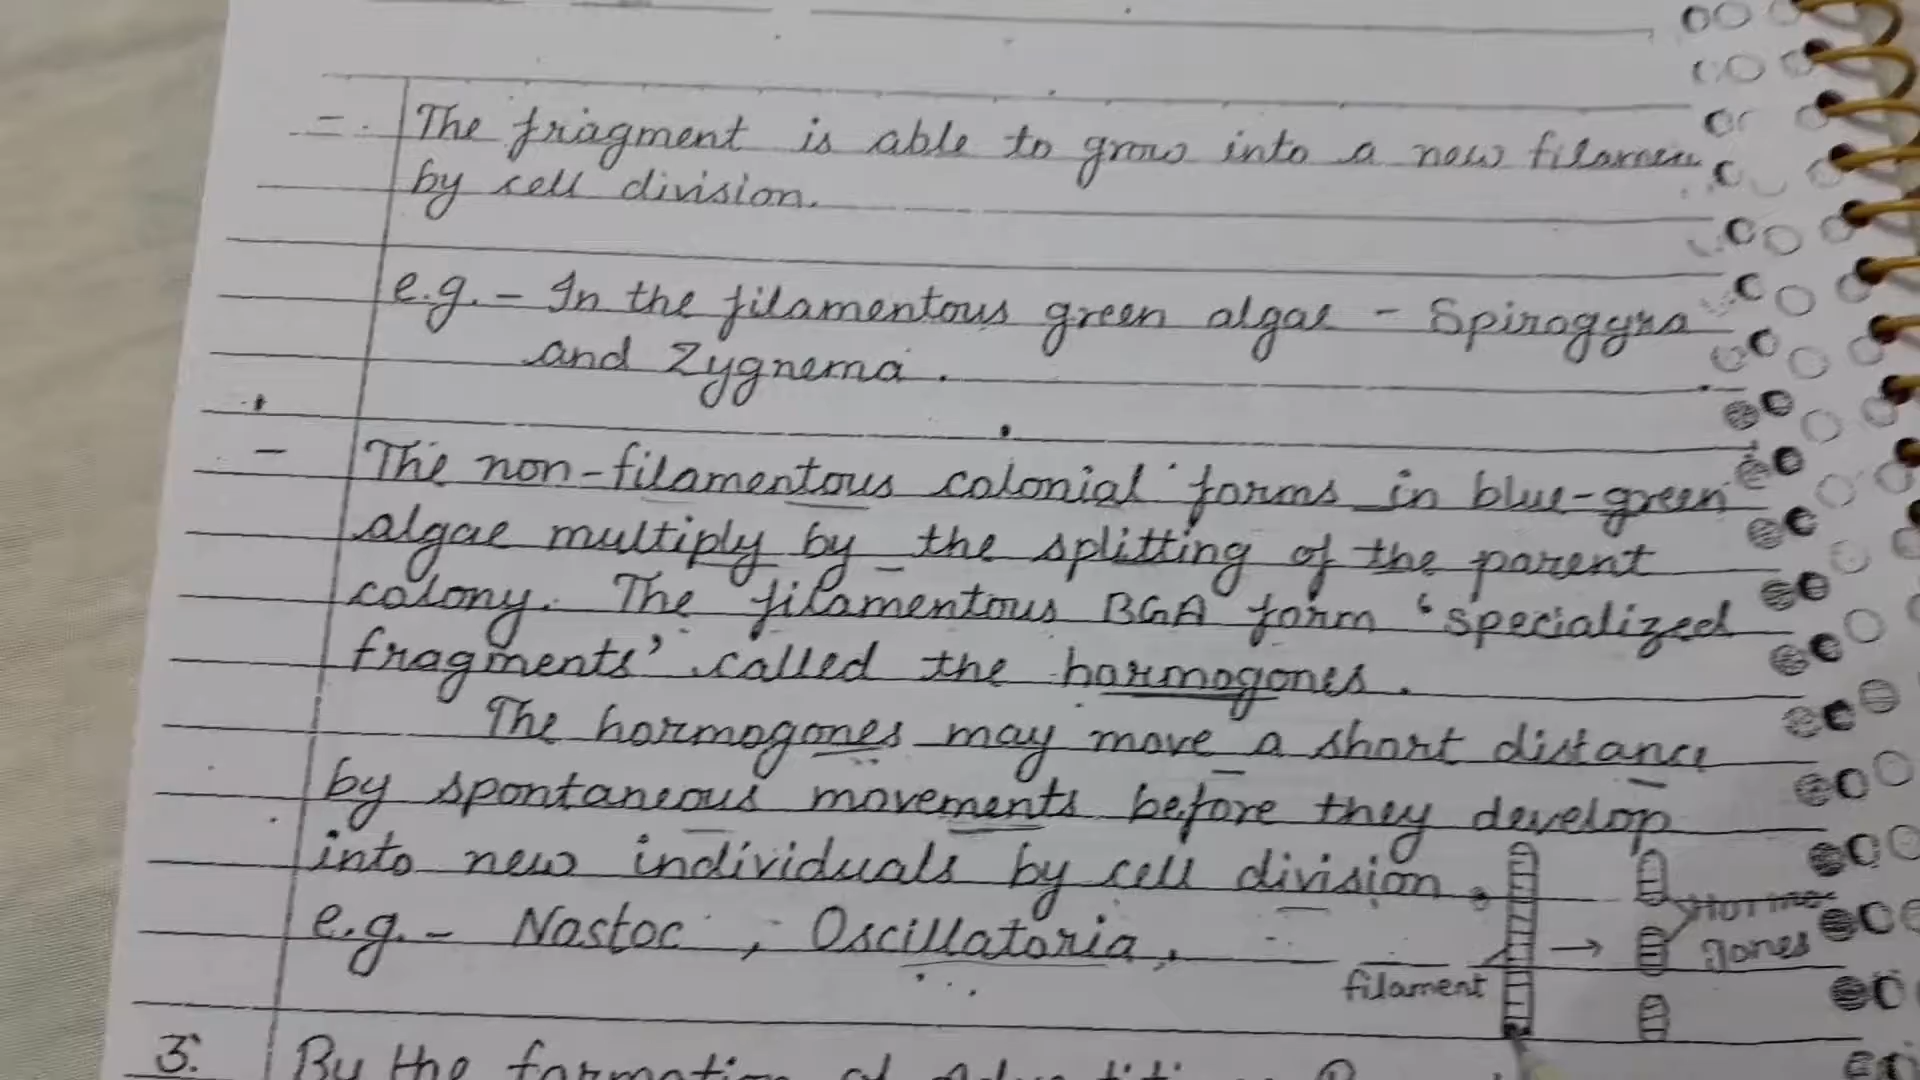 - The fragment is able to grow into a new filamen
by cell division.
e.g. - In the filamentous green algae - Spirogyra
and Zygnema.
- The non-filamentous colonial forms in blue-green
algae multiply by the splitting of the parent
colony. The filamentous BGA form 'specialized
fragments' called the hormogones.
The hormogones may move a short distance
by spontaneous movements before they develop
into new individuals by cell division.
e.g. - Nostoc, Oscillatoria,
filament
Hormo-
gones
3. By the formation of